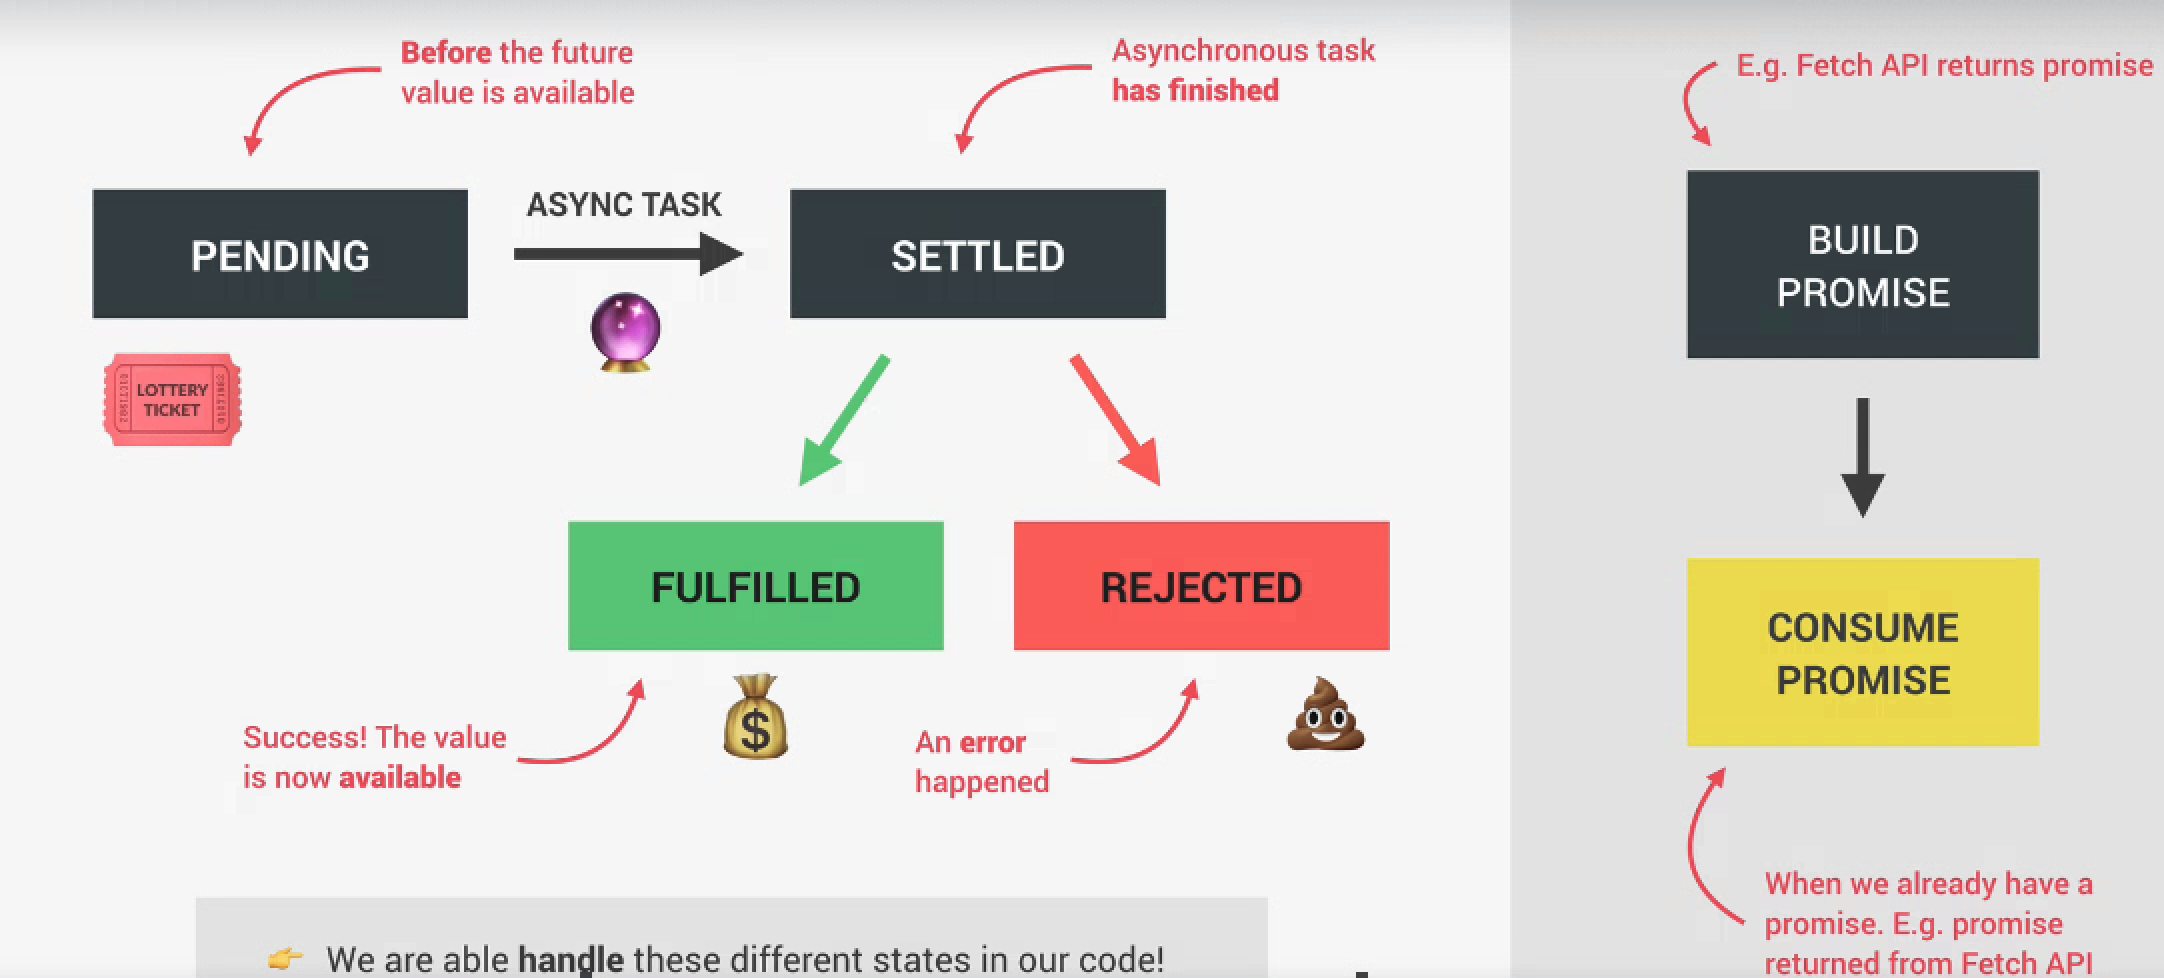 Before the future
value is available
Asynchronous task
has finished
E.g. Fetch API returns promise
PENDING
ASYNC TASK
SETTLED
BUILD
PROMISE
LOTTERY
TICKET
FULFILLED
REJECTED
CONSUME
PROMISE
$
Success! The value
is now available
An error
happened
When we already have a
promise. E.g. promise
returned from Fetch API
We are able handle these different states in our code!